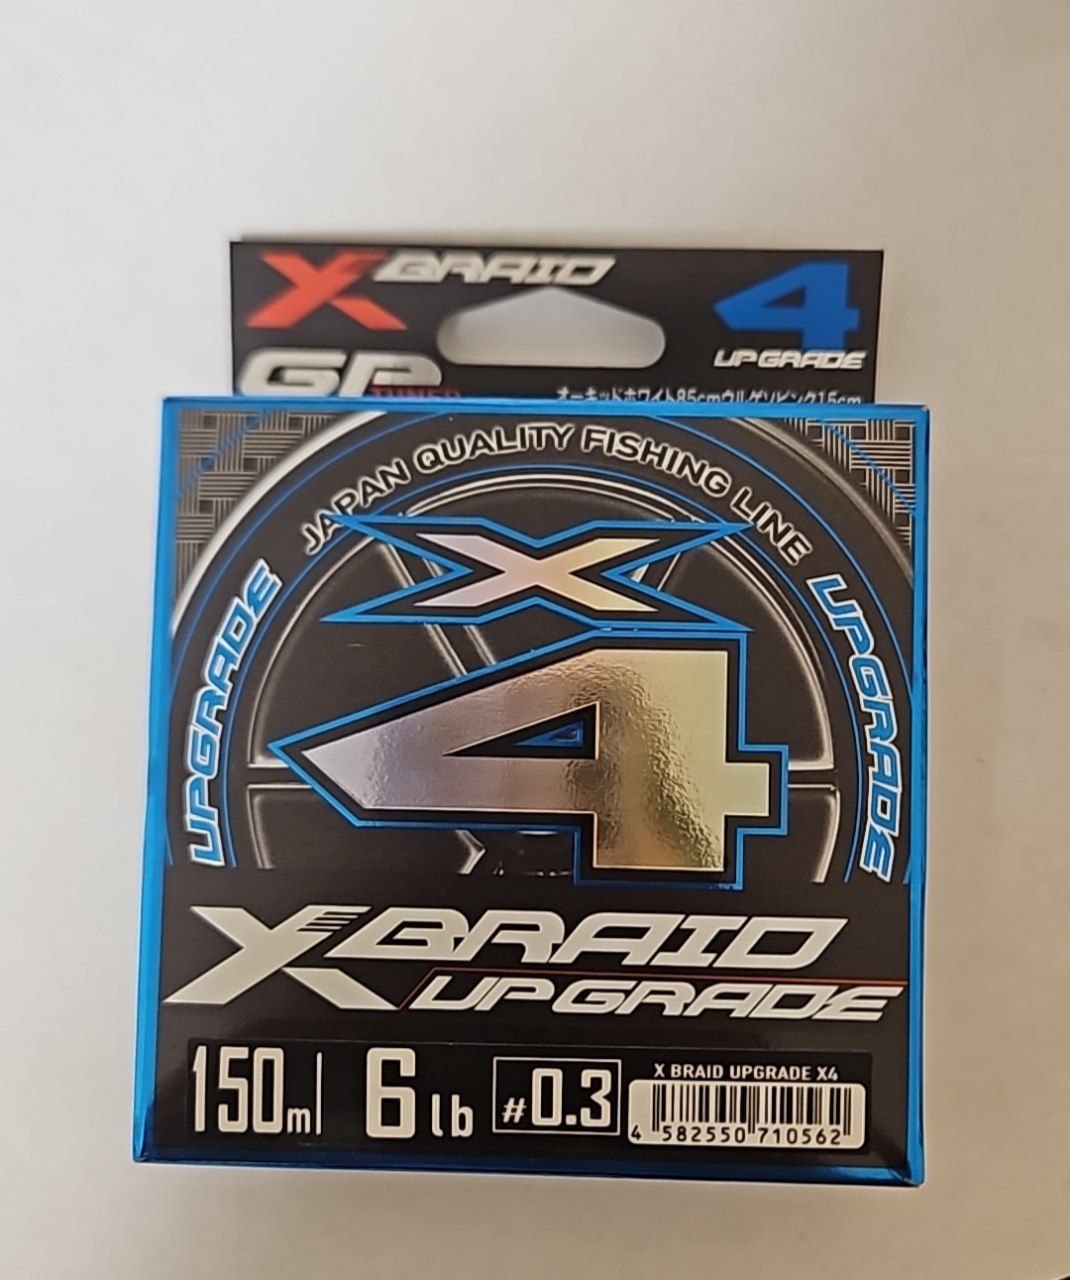 X BRAID
4
UPGRADE
GP
TUNER
オーキッドホワイト85cmウルゲソピンク15cm
JAPAN QUALITY FISHING LINE
UPGRADE
UPGRADE
X
4
X BRAID
UPGRADE
150m 6lb #0.3
X BRAID UPGRADE X4
4 582550 710562